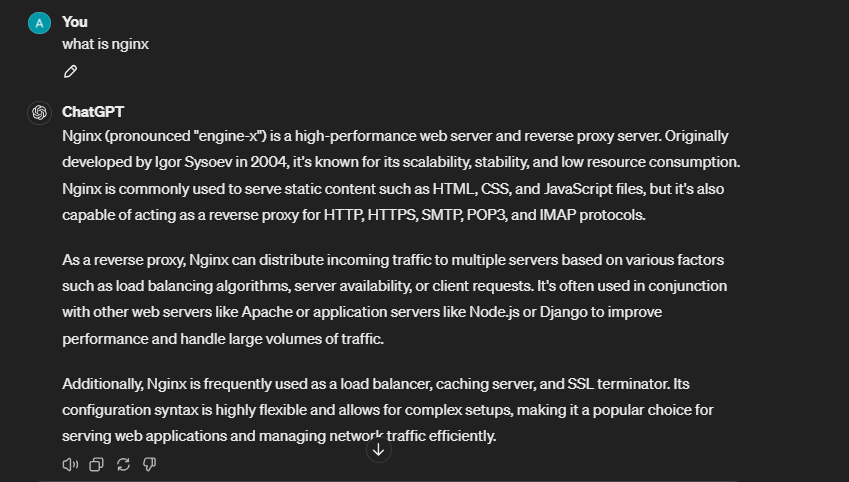 A You
what is nginx
ChatGPT
Nginx (pronounced "engine-x") is a high-performance web server and reverse proxy server. Originally
developed by Igor Sysoev in 2004, it's known for its scalability, stability, and low resource consumption.
Nginx is commonly used to serve static content such as HTML, CSS, and JavaScript files, but it's also
capable of acting as a reverse proxy for HTTP, HTTPS, SMTP, POP3, and IMAP protocols.
As a reverse proxy, Nginx can distribute incoming traffic to multiple servers based on various factors
such as load balancing algorithms, server availability, or client requests. It's often used in conjunction
with other web servers like Apache or application servers like Node.js or Django to improve
performance and handle large volumes of traffic.
Additionally, Nginx is frequently used as a load balancer, caching server, and SSL terminator. Its
configuration syntax is highly flexible and allows for complex setups, making it a popular choice for
serving web applications and managing network traffic efficiently.